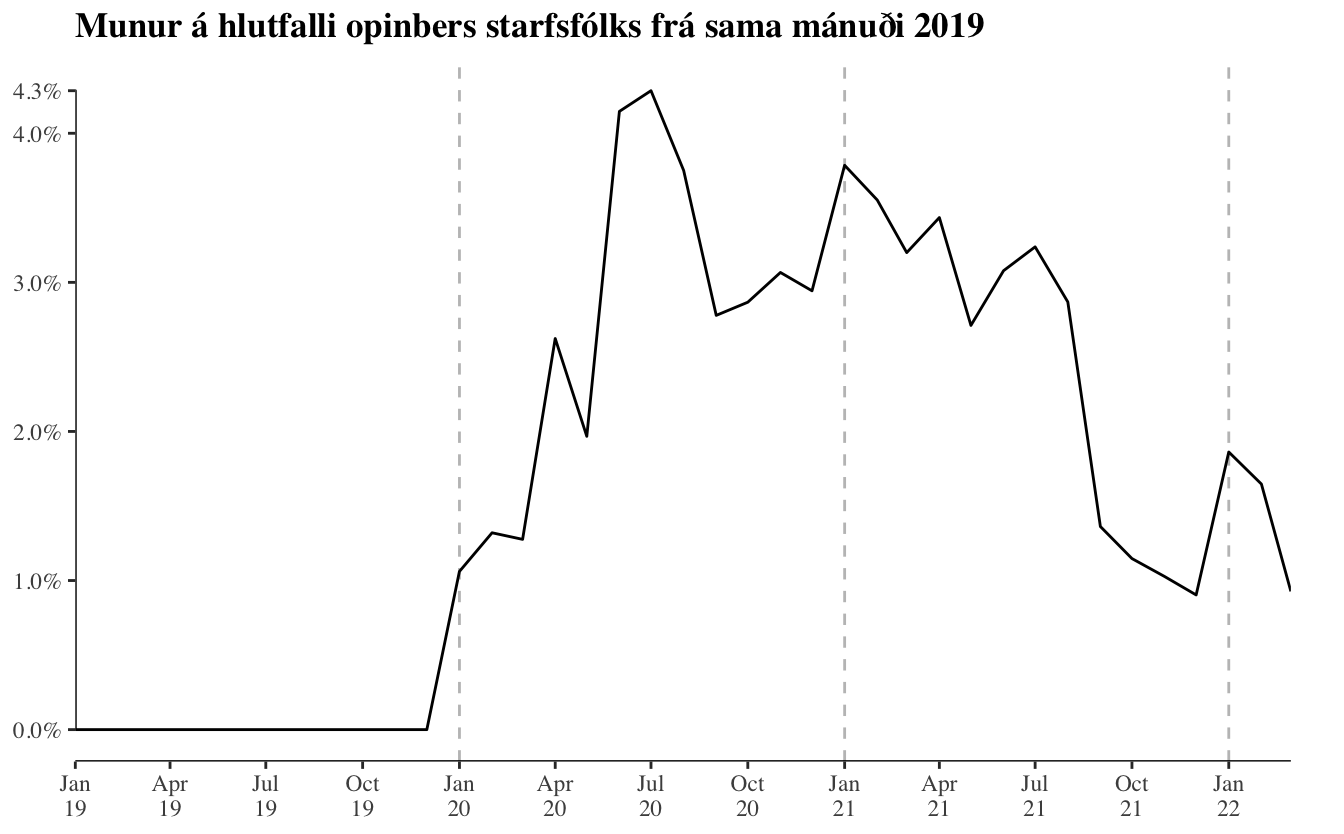 Munur á hlutfalli opinbers starfsfólks frá sama mánuði 2019
4.3%
4.0%
3.0%
2.0%
1.0%
0.0%
Jan Apr Jul Oct Jan Apr Jul Oct Jan Apr Jul Oct Jan
19 19 19 19 20 20 20 20 21 21 21 21 22